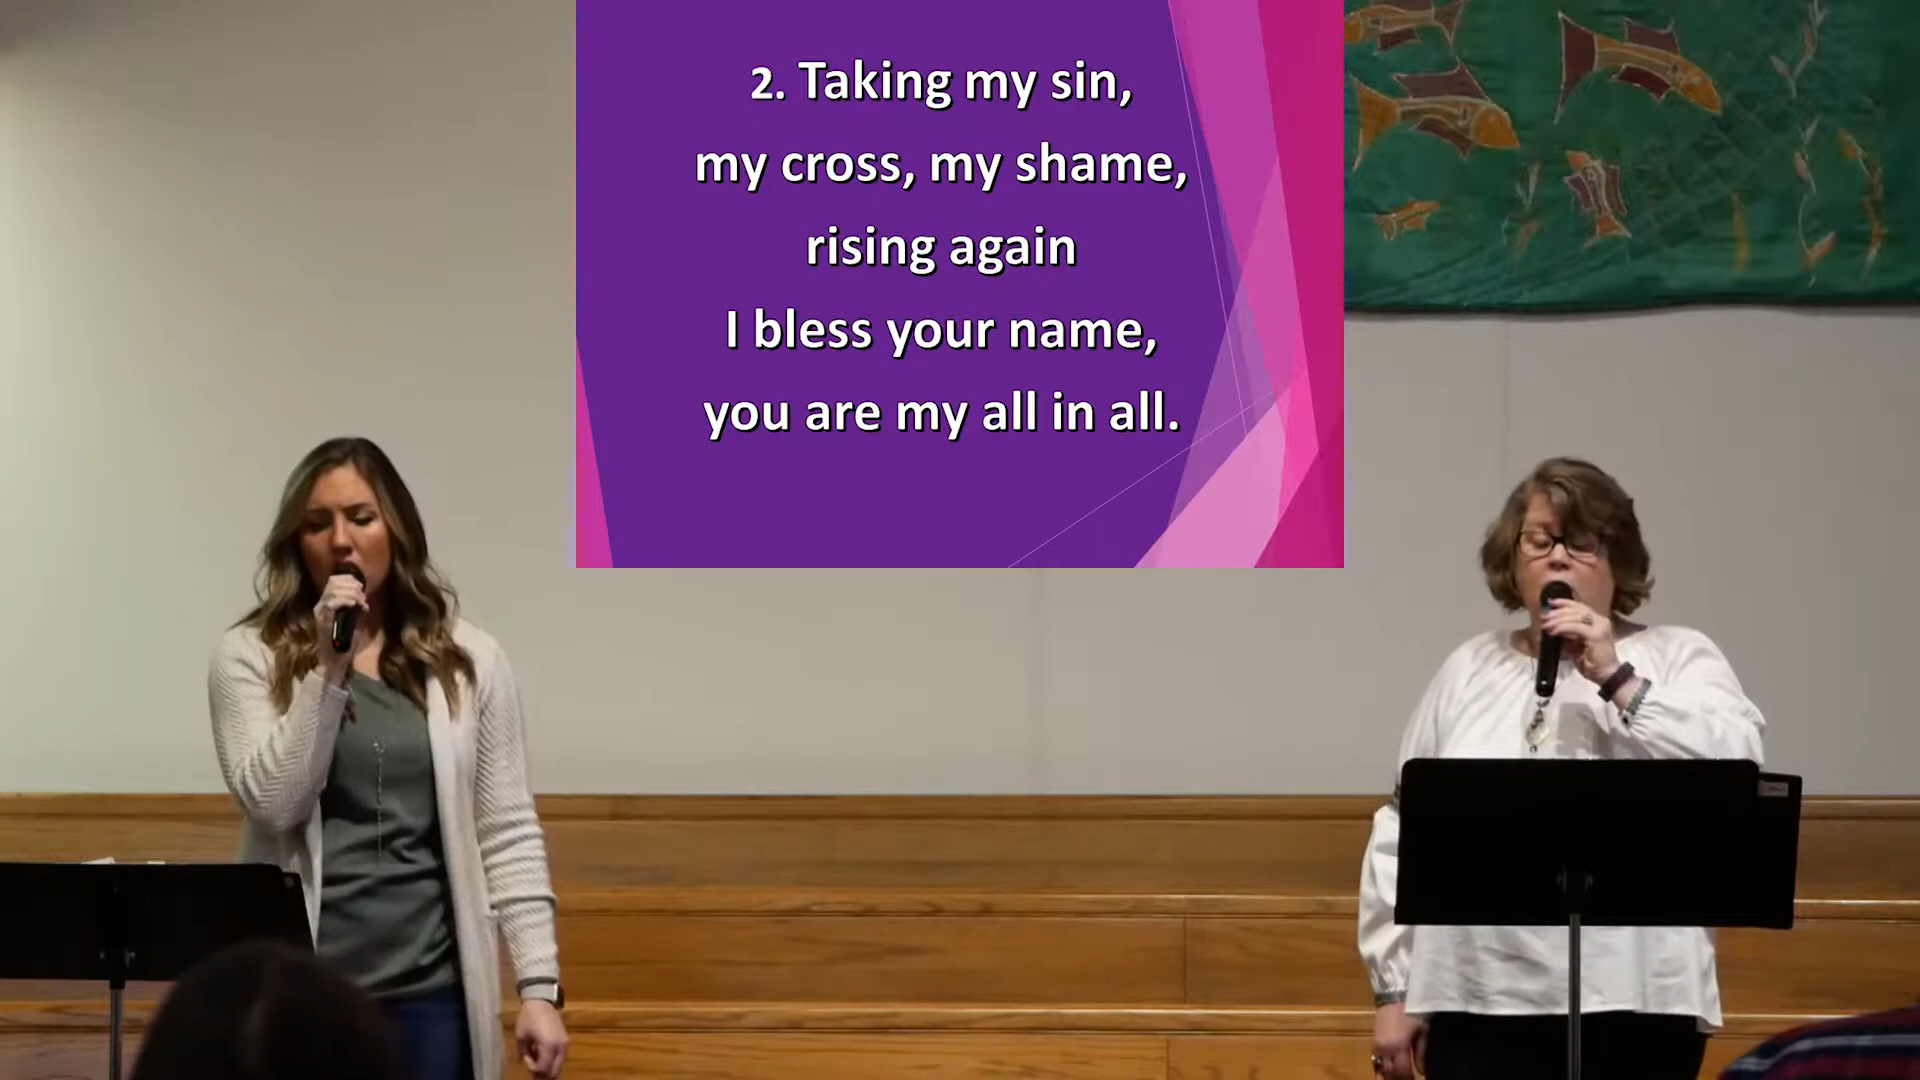 2. Taking my sin,
my cross, my shame,
rising again
I bless your name,
you are my all in all.